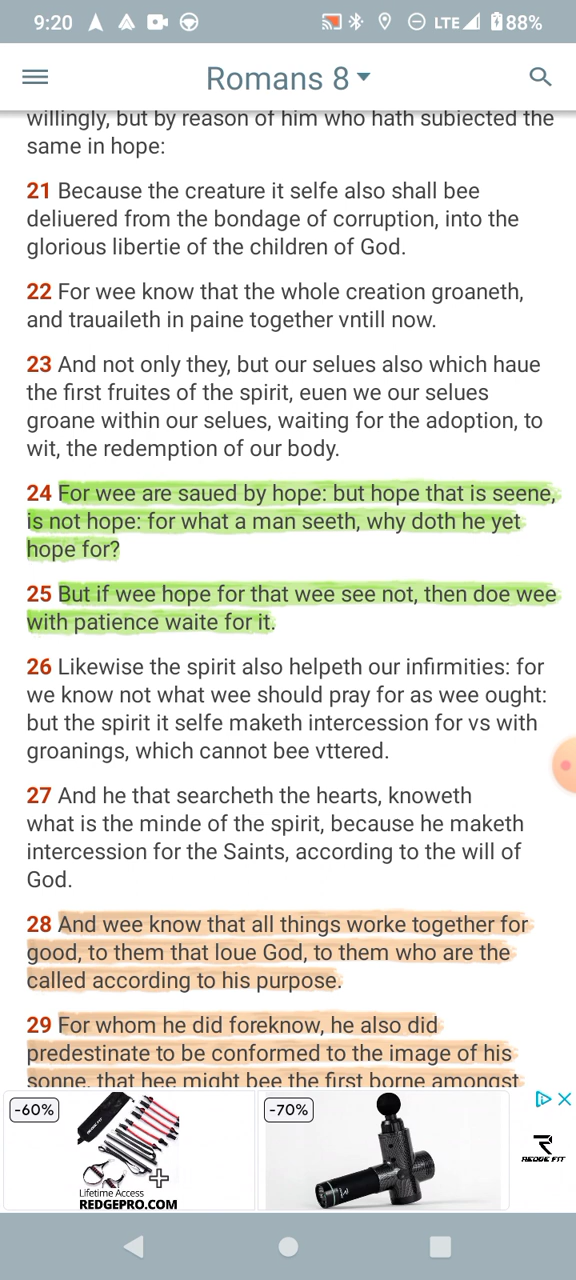 9:20
LTE 88%
Romans 8
willingly, but by reason of him who hath subiected the
same in hope:
21 Because the creature it selfe also shall bee
deliuered from the bondage of corruption, into the
glorious libertie of the children of God.
22 For wee know that the whole creation groaneth,
and trauaileth in paine together vntill now.
23 And not only they, but our selues also which haue
the first fruites of the spirit, euen we our selues
groane within our selues, waiting for the adoption, to
wit, the redemption of our body.
24 For wee are saued by hope: but hope that is seene,
is not hope: for what a man seeth, why doth he yet
hope for?
25 But if wee hope for that wee see not, then doe wee
with patience waite for it.
26 Likewise the spirit also helpeth our infirmities: for
we know not what wee should pray for as wee ought:
but the spirit it selfe maketh intercession for vs with
groanings, which cannot bee vttered.
27 And he that searcheth the hearts, knoweth
what is the minde of the spirit, because he maketh
intercession for the Saints, according to the will of
God.
28 And wee know that all things worke together for
good, to them that loue God, to them who are the
called according to his purpose.
29 For whom he did foreknow, he also did
predestinate to be conformed to the image of his
sonne, that hee might bee the first borne amongst
-60%
-70%
Lifetime Access
REDGEPRO.COM
REDGE FIT